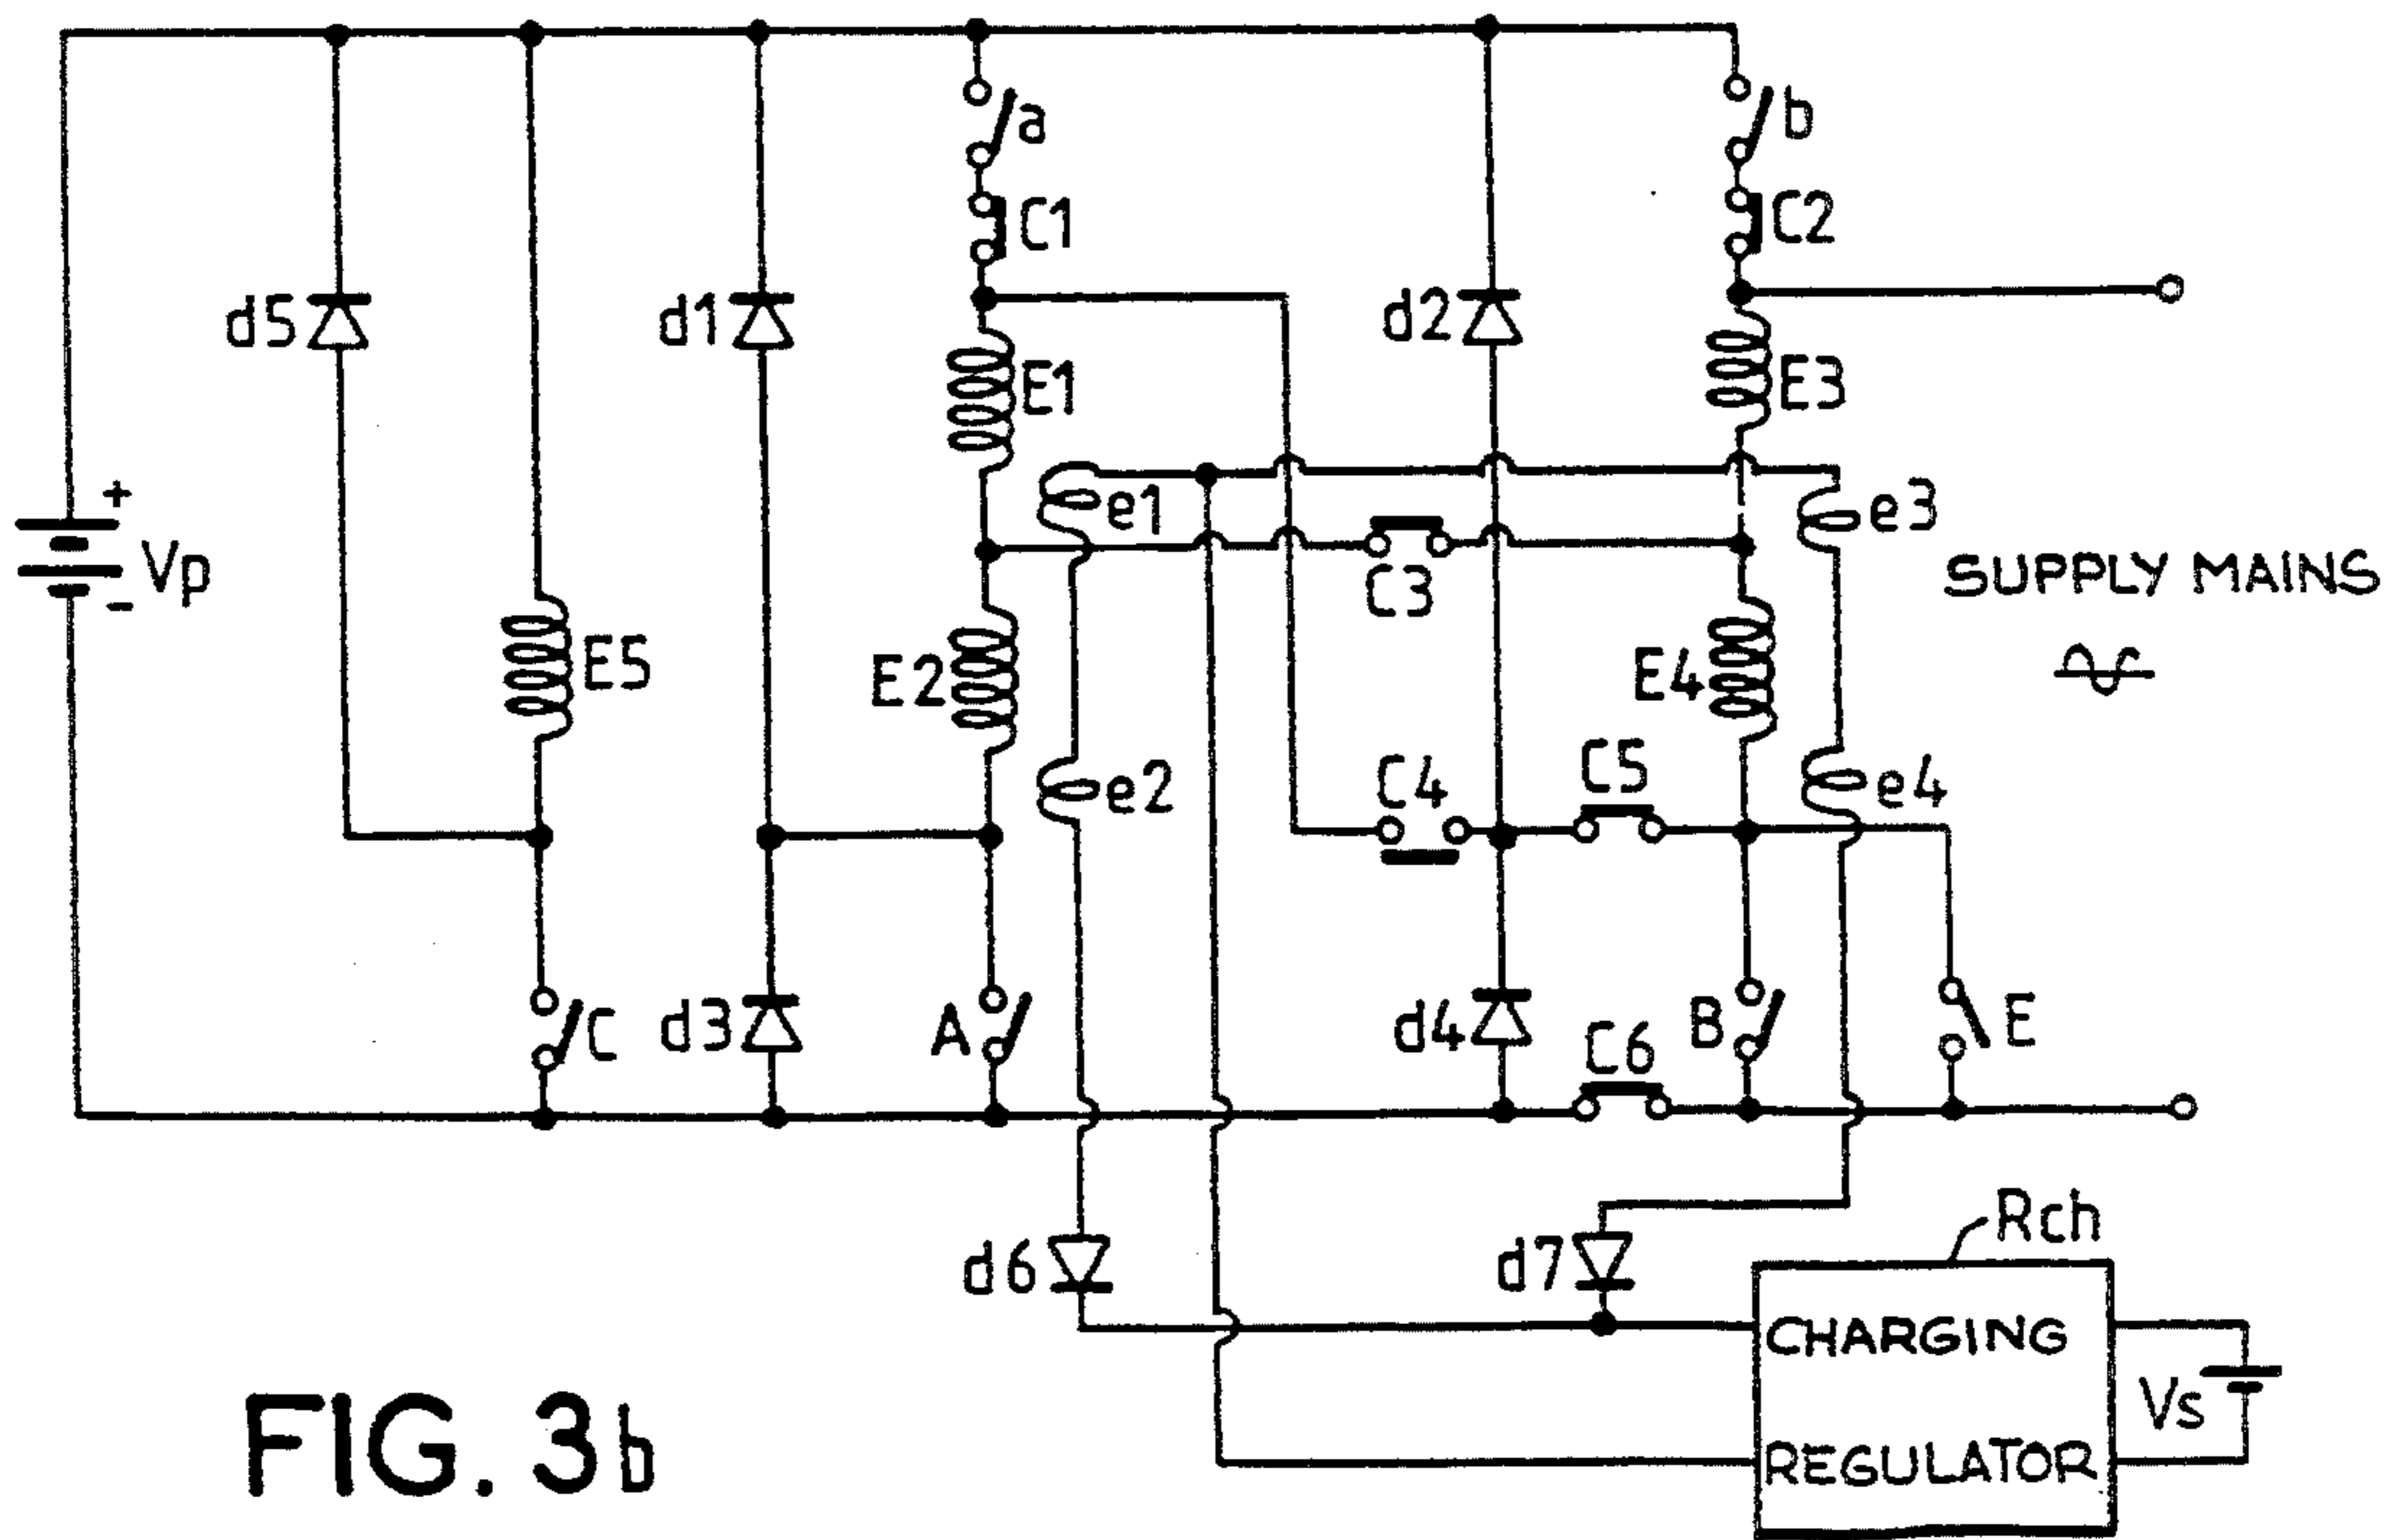 a
b
C1
C2
d5
d1
d2
E1
E3
+
Vp
-
e1
e3
C3
SUPPLY MAINS
E5
E2
E4
e2
C4
C5
e4
C
d3
A
d4
C6
B
E
Rch
d6
d7
CHARGING
REGULATOR
Vs
FIG. 3b